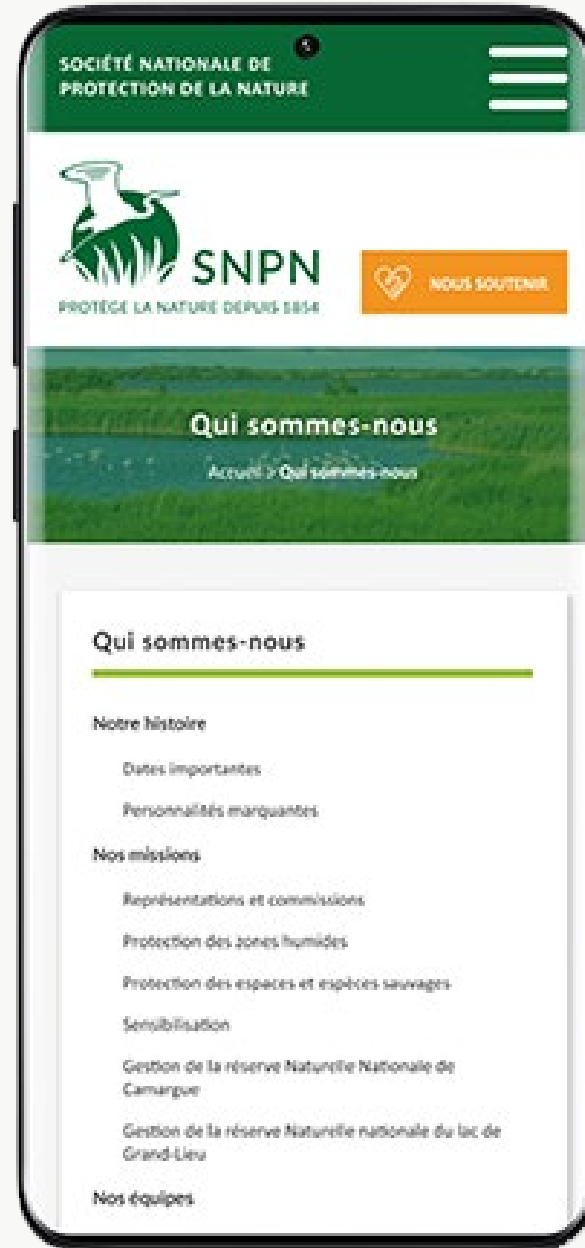 SOCIÉTÉ NATIONALE DE
PROTECTION DE LA NATURE
SNPN
PROTÈGE LA NATURE DEPUIS 1854
NOUS SOUTENIR
Qui sommes-nous
Accueil > Qui sommes-nous
Qui sommes-nous
Notre histoire
Dates importantes
Personnalités marquantes
Nos missions
Représentations et commissions
Protection des zones humides
Protection des espaces et espèces sauvages
Sensibilisation
Gestion de la réserve Naturelle Nationale de
Camargue
Gestion de la réserve Naturelle nationale du lac de
Grand-Lieu
Nos équipes